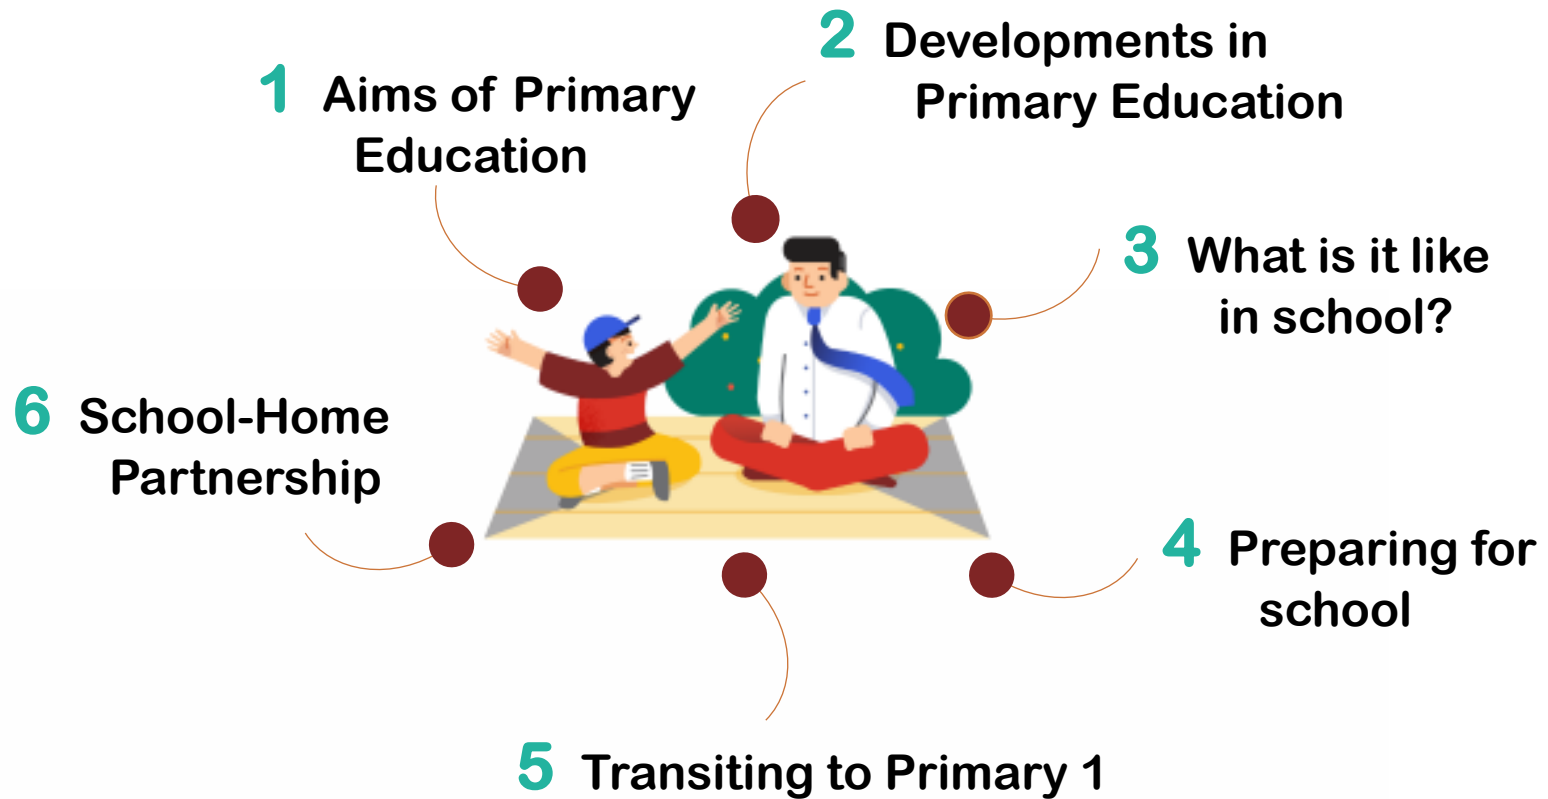 1 Aims of Primary
Education
2 Developments in
Primary Education
3 What is it like
in school?
4 Preparing for
school
5 Transiting to Primary 1
6 School-Home
Partnership